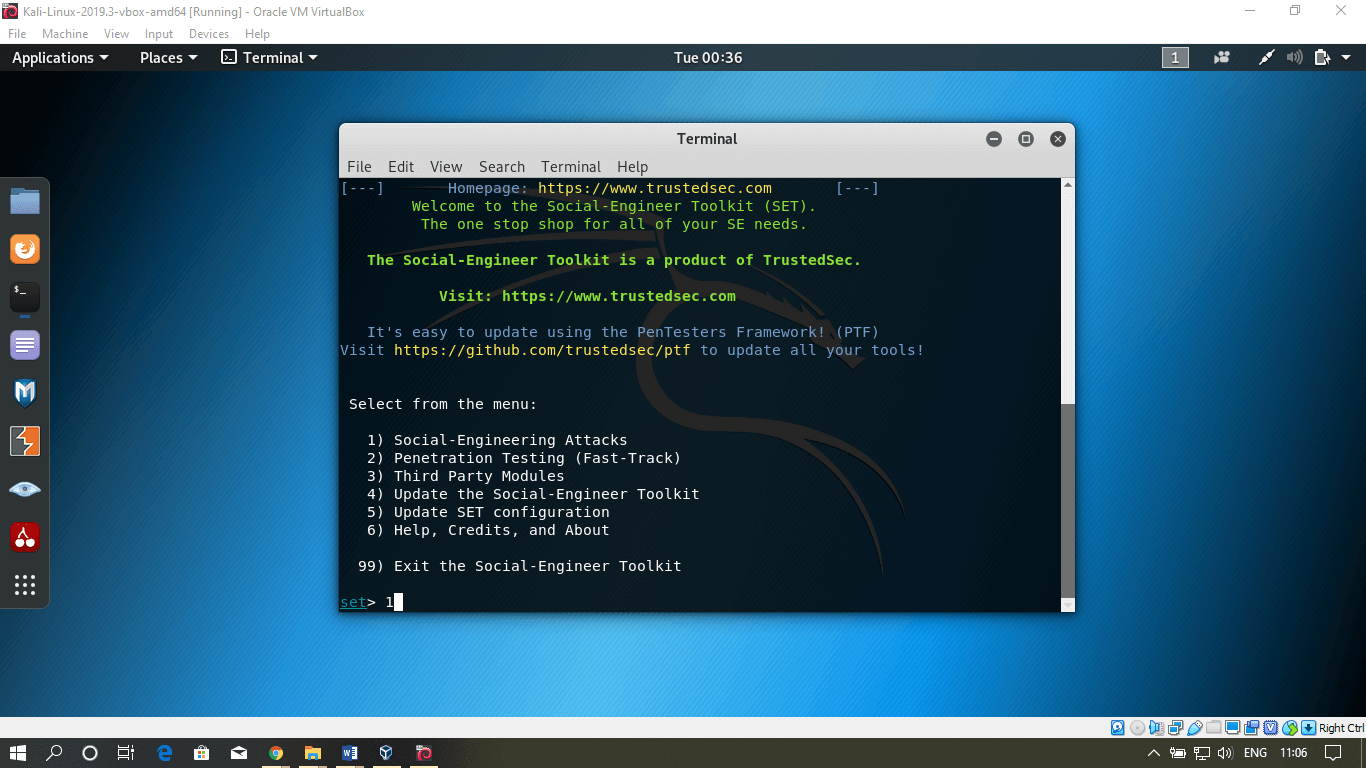 Kali-Linux-2019.3-vbox-amd64 [Running] - Oracle VM VirtualBox
File Machine View Input Devices Help
Applications Places Terminal Tue 00:36 1
Terminal
File Edit View Search Terminal Help
[---] Homepage: https://www.trustedsec.com [---]
Welcome to the Social-Engineer Toolkit (SET).
The one stop shop for all of your SE needs.
The Social-Engineer Toolkit is a product of TrustedSec.
Visit: https://www.trustedsec.com
It's easy to update using the PenTesters Framework! (PTF)
Visit https://github.com/trustedsec/ptf to update all your tools!
Select from the menu:
1) Social-Engineering Attacks
2) Penetration Testing (Fast-Track)
3) Third Party Modules
4) Update the Social-Engineer Toolkit
5) Update SET configuration
6) Help, Credits, and About
99) Exit the Social-Engineer Toolkit
set> 1
Right Ctrl
ENG 11:06